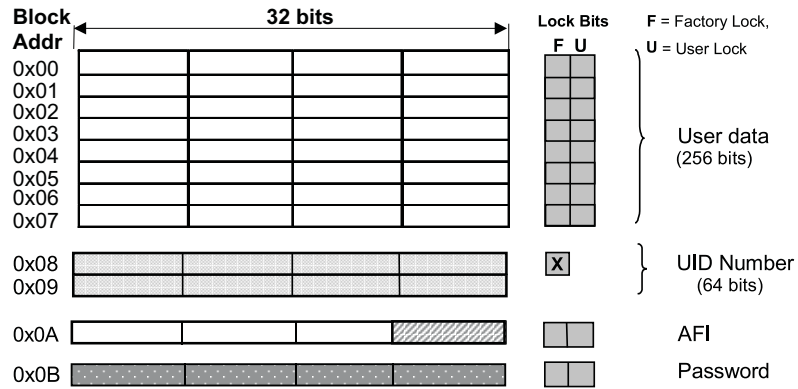 Block Addr
32 bits
Lock Bits
F U
F = Factory Lock,
U = User Lock
0x00
0x01
0x02
0x03
0x04
0x05
0x06
0x07
User data
(256 bits)
0x08
0x09
X
UID Number
(64 bits)
0x0A
AFI
0x0B
Password